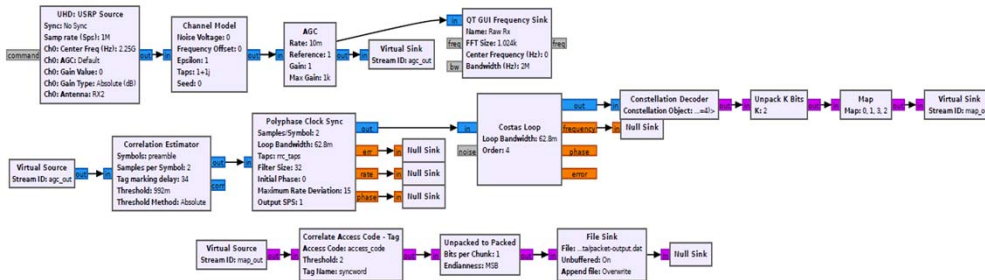 UHD: USRP Source
Sync: No Sync
Samp rate (Sps): 1M
Ch0: Center Freq (Hz): 2.25G
Ch0: AGC: Default
Ch0: Gain Value: 0
Ch0: Gain Type: Absolute (dB)
Ch0: Antenna: RX2
command
out
in
Channel Model
Noise Voltage: 0
Frequency Offset: 0
Epsilon: 1
Taps: 1+1j
Seed: 0
out
in
AGC
Rate: 10m
Reference: 1
Gain: 1
Max Gain: 1k
out
in
Virtual Sink
Stream ID: agc_out
in
freq
bw
QT GUI Frequency Sink
Name: Raw Rx
FFT Size: 1.024k
Center Frequency (Hz): 0
Bandwidth (Hz): 2M
freq
Virtual Source
Stream ID: agc_out
out
in
Correlation Estimator
Symbols: preamble
Samples per Symbol: 2
Tag marking delay: 34
Threshold: 992m
Threshold Method: Absolute
out
corr
in
Polyphase Clock Sync
Samples/Symbol: 2
Loop Bandwidth: 62.8m
Taps: rrc_taps
Filter Size: 32
Initial Phase: 0
Maximum Rate Deviation: 15
Output SPS: 1
out
err
rate
phase
in
Null Sink
in
Null Sink
in
Null Sink
in
noise
Costas Loop
Loop Bandwidth: 62.8m
Order: 4
out
frequency
phase
error
in
Constellation Decoder
Constellation Object: ...=4)>
out
in
Null Sink
in
Unpack K Bits
K: 2
out
in
Map
Map: 0, 1, 3, 2
out
in
Virtual Sink
Stream ID: map_ou
Virtual Source
Stream ID: map_out
out
in
Correlate Access Code - Tag
Access Code: access_code
Threshold: 2
Tag Name: syncword
out
in
Unpacked to Packed
Bits per Chunk: 1
Endianness: MSB
out
in
File Sink
File: ...ta/packet-output.dat
Unbuffered: On
Append file: Overwrite
in
Null Sink